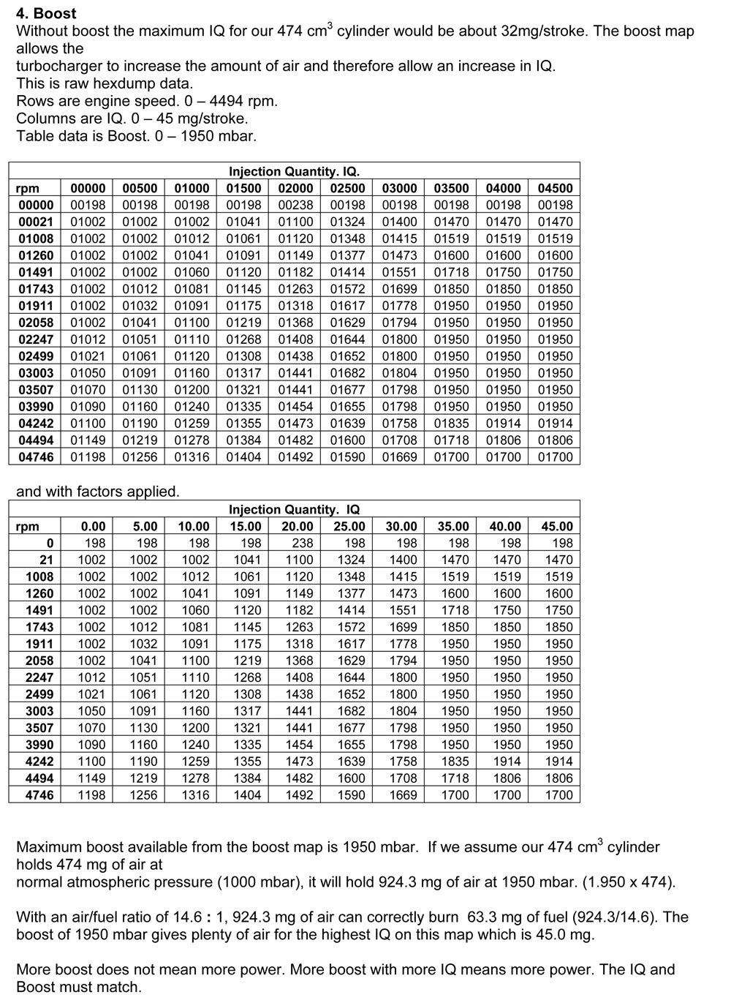 4. Boost
Without boost the maximum IQ for our 474 cm³ cylinder would be about 32mg/stroke. The boost map
allows the
turbocharger to increase the amount of air and therefore allow an increase in IQ.
This is raw hexdump data.
Rows are engine speed. 0 – 4494 rpm.
Columns are IQ. 0 – 45 mg/stroke.
Table data is Boost. 0 – 1950 mbar.
Injection Quantity. IQ.
rpm 00000 00500 01000 01500 02000 02500 03000 03500 04000 04500
00000 00198 00198 00198 00198 00238 00198 00198 00198 00198 00198
00021 01002 01002 01002 01041 01100 01324 01400 01470 01470 01470
01008 01002 01002 01012 01061 01120 01348 01415 01519 01519 01519
01260 01002 01002 01041 01091 01149 01377 01473 01600 01600 01600
01491 01002 01002 01060 01120 01182 01414 01551 01718 01750 01750
01743 01002 01012 01081 01145 01263 01572 01699 01850 01850 01850
01911 01002 01032 01091 01175 01318 01617 01778 01950 01950 01950
02058 01002 01041 01100 01219 01368 01629 01794 01950 01950 01950
02247 01012 01051 01110 01268 01408 01644 01800 01950 01950 01950
02499 01021 01061 01120 01308 01438 01652 01800 01950 01950 01950
03003 01050 01091 01160 01317 01441 01682 01804 01950 01950 01950
03507 01070 01130 01200 01321 01441 01677 01798 01950 01950 01950
03990 01090 01160 01240 01335 01454 01655 01798 01950 01950 01950
04242 01100 01190 01259 01355 01473 01639 01758 01835 01914 01914
04494 01149 01219 01278 01384 01482 01600 01708 01718 01806 01806
04746 01198 01256 01316 01404 01492 01590 01669 01700 01700 01700
and with factors applied.
Injection Quantity. IQ
rpm 0.00 5.00 10.00 15.00 20.00 25.00 30.00 35.00 40.00 45.00
0 198 198 198 198 238 198 198 198 198 198
21 1002 1002 1002 1041 1100 1324 1400 1470 1470 1470
1008 1002 1002 1012 1061 1120 1348 1415 1519 1519 1519
1260 1002 1002 1041 1091 1149 1377 1473 1600 1600 1600
1491 1002 1002 1060 1120 1182 1414 1551 1718 1750 1750
1743 1002 1012 1081 1145 1263 1572 1699 1850 1850 1850
1911 1002 1032 1091 1175 1318 1617 1778 1950 1950 1950
2058 1002 1041 1100 1219 1368 1629 1794 1950 1950 1950
2247 1012 1051 1110 1268 1408 1644 1800 1950 1950 1950
2499 1021 1061 1120 1308 1438 1652 1800 1950 1950 1950
3003 1050 1091 1160 1317 1441 1682 1804 1950 1950 1950
3507 1070 1130 1200 1321 1441 1677 1798 1950 1950 1950
3990 1090 1160 1240 1335 1454 1655 1798 1950 1950 1950
4242 1100 1190 1259 1355 1473 1639 1758 1835 1914 1914
4494 1149 1219 1278 1384 1482 1600 1708 1718 1806 1806
4746 1198 1256 1316 1404 1492 1590 1669 1700 1700 1700
Maximum boost available from the boost map is 1950 mbar. If we assume our 474 cm³ cylinder
holds 474 mg of air at
normal atmospheric pressure (1000 mbar), it will hold 924.3 mg of air at 1950 mbar. (1.950 x 474).
With an air/fuel ratio of 14.6 : 1, 924.3 mg of air can correctly burn 63.3 mg of fuel (924.3/14.6). The
boost of 1950 mbar gives plenty of air for the highest IQ on this map which is 45.0 mg.
More boost does not mean more power. More boost with more IQ means more power. The IQ and
Boost must match.